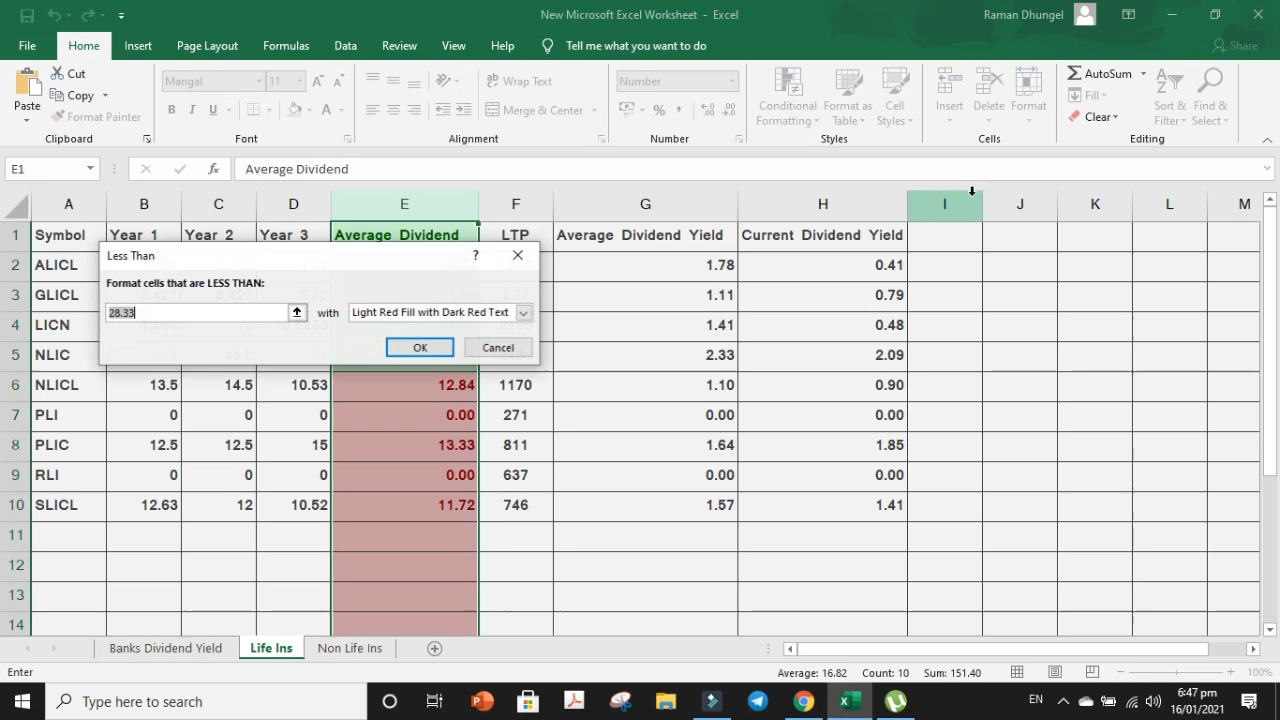 New Microsoft Excel Worksheet - Excel
Raman Dhungel
File Home Insert Page Layout Formulas Data Review View Help Tell me what you want to do Share
Paste
Cut
Copy
Format Painter
Clipboard
Mangal 11
B I U
Font
Wrap Text
Merge & Center
Alignment
Number
Number
Conditional Formatting
Format as Table
Cell Styles
Styles
Insert Delete Format
Cells
AutoSum
Fill
Clear
Sort & Filter
Find & Select
Editing
E1 fx Average Dividend
A B C D E F G H I J K L M
1 Symbol Year 1 Year 2 Year 3 Average Dividend LTP Average Dividend Yield Current Dividend Yield
2 ALICL 1.78 0.41
3 GLICL 1.11 0.79
4 LICN 1.41 0.48
5 NLIC 2.33 2.09
6 NLICL 13.5 14.5 10.53 12.84 1170 1.10 0.90
7 PLI 0 0 0 0.00 271 0.00 0.00
8 PLIC 12.5 12.5 15 13.33 811 1.64 1.85
9 RLI 0 0 0 0.00 637 0.00 0.00
10 SLICL 12.63 12 10.52 11.72 746 1.57 1.41
11
12
13
14
Less Than ?
Format cells that are LESS THAN:
28.33 with Light Red Fill with Dark Red Text
OK Cancel
Banks Dividend Yield Life Ins Non Life Ins
Enter Average: 16.82 Count: 10 Sum: 151.40 100%
Type here to search
EN
6:47 pm
16/01/2021